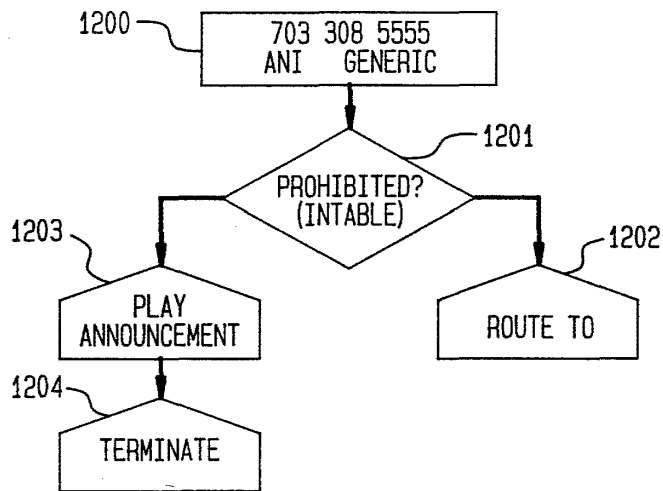 1200
703 308 5555
ANI GENERIC
1201
PROHIBITED?
(INTABLE)
1203
PLAY
ANNOUNCEMENT
1202
ROUTE TO
1204
TERMINATE